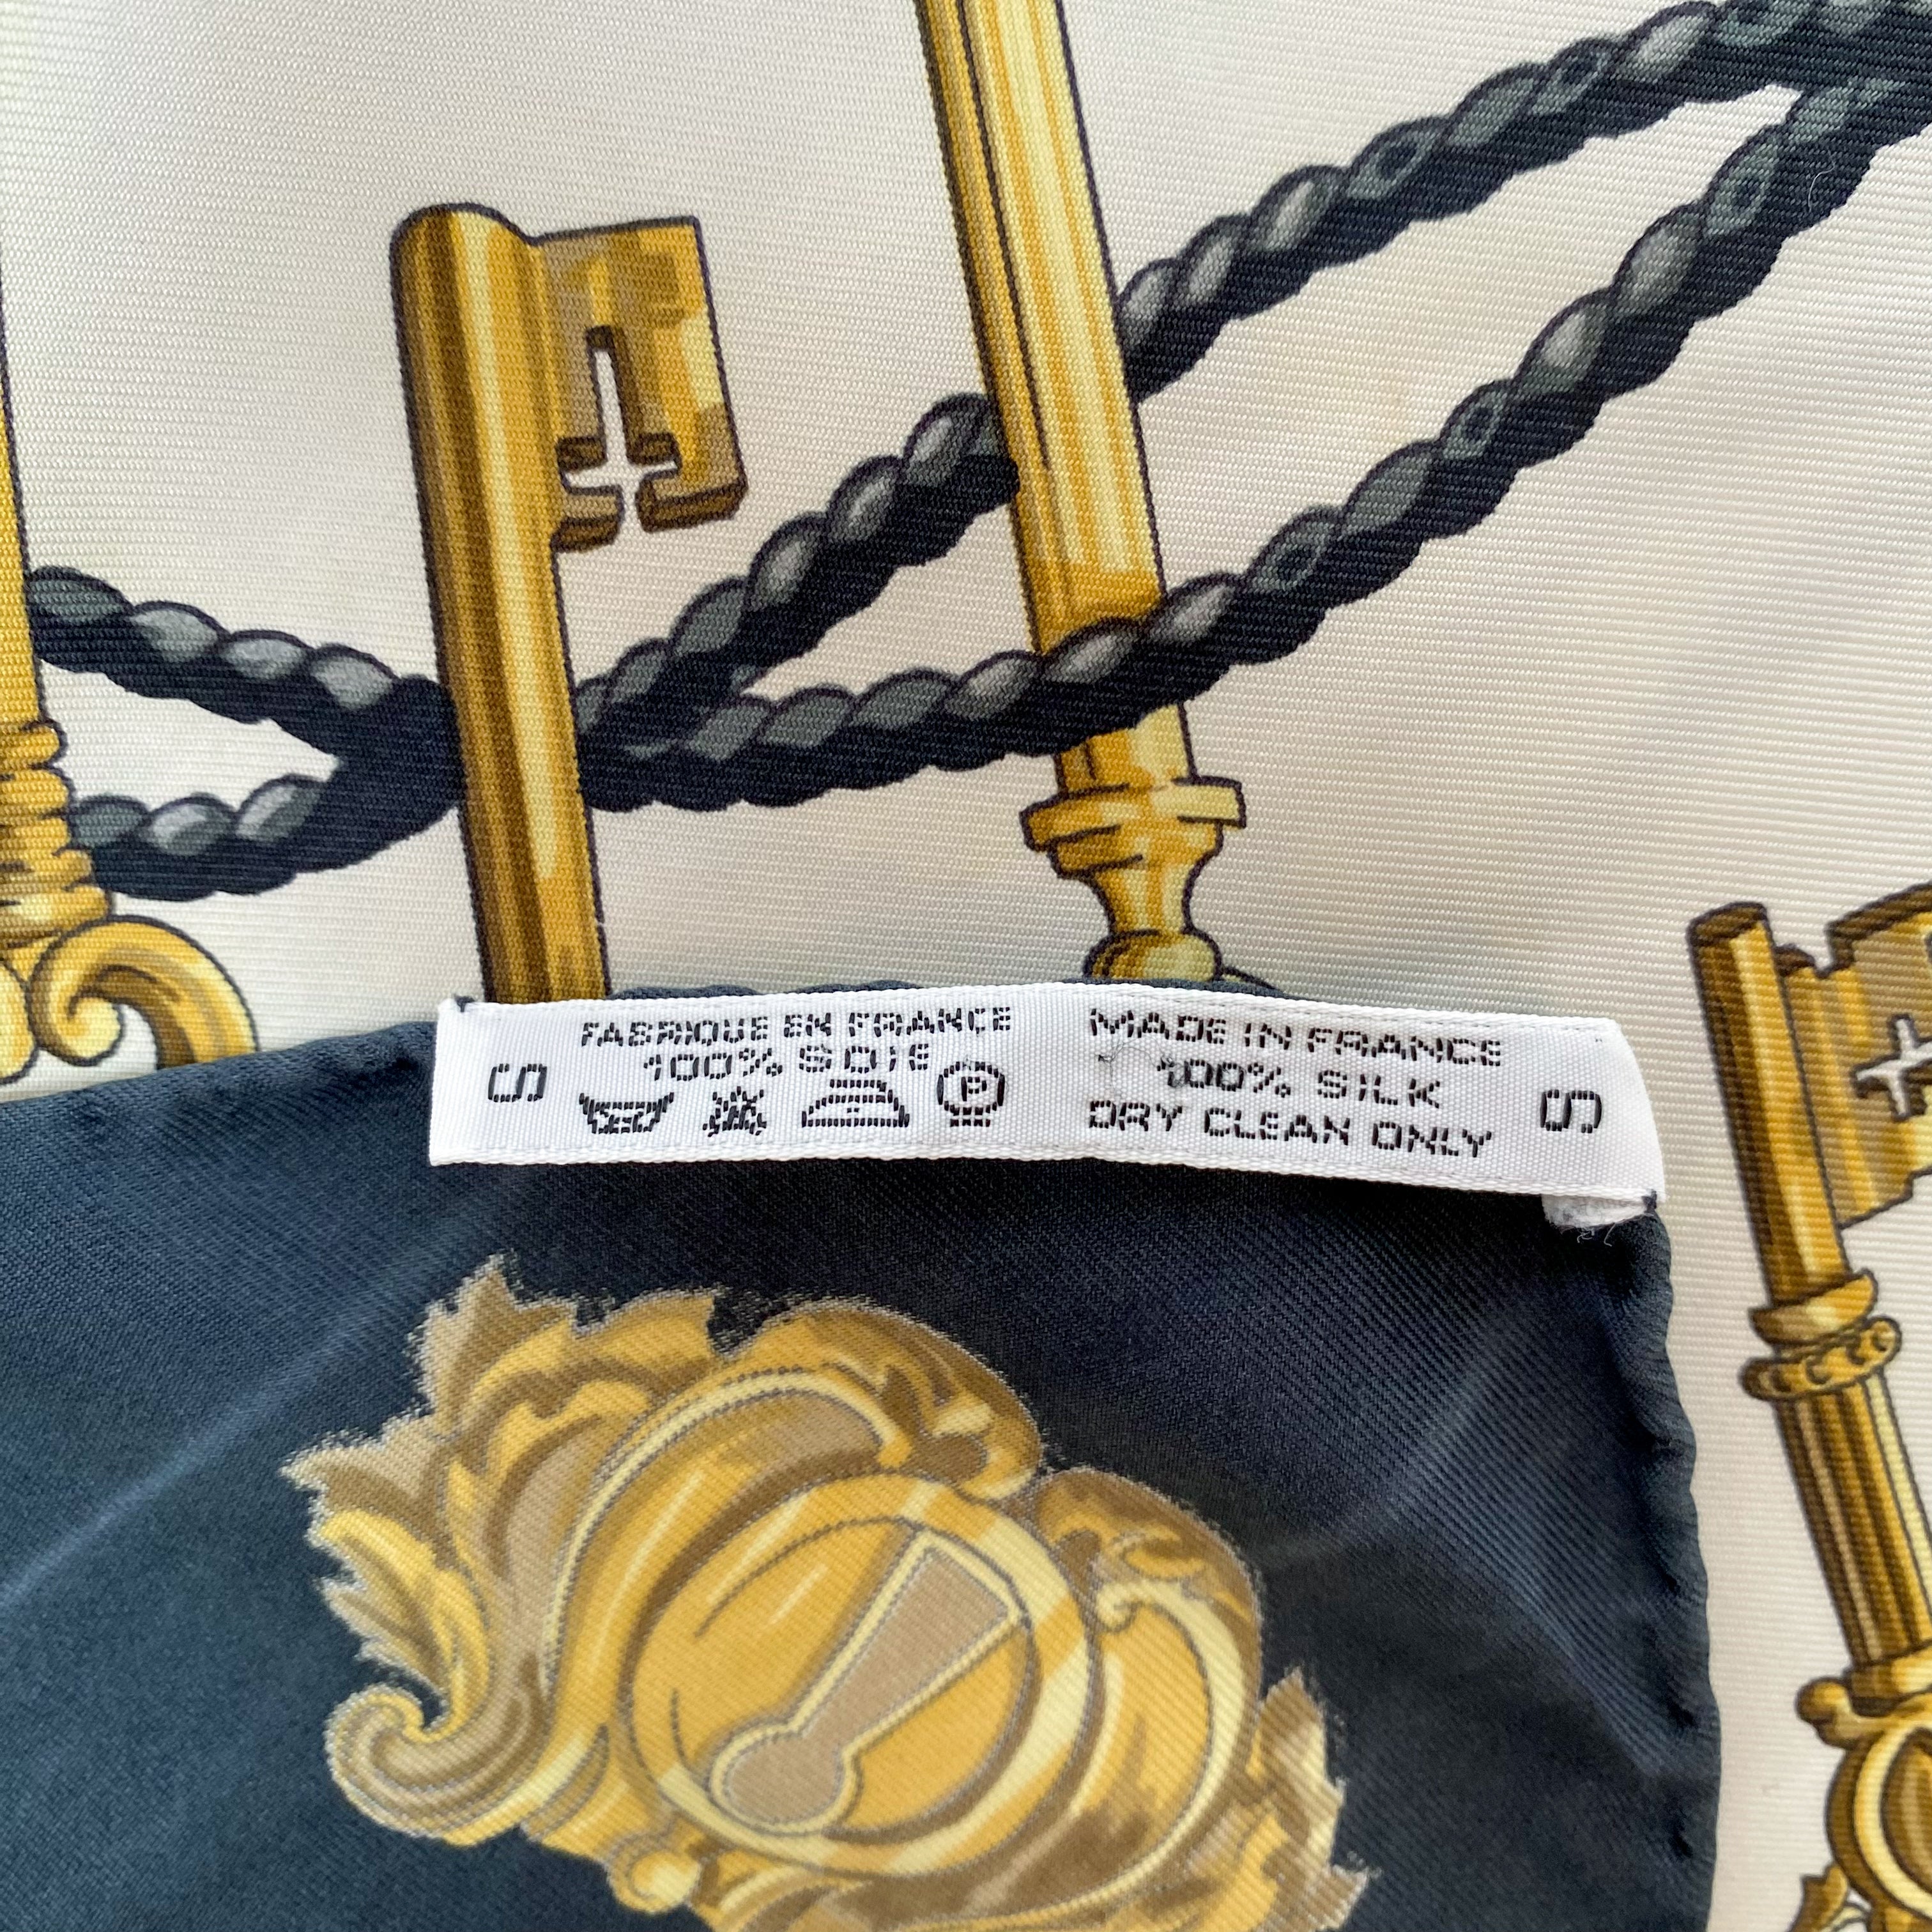 S
FABRIQUE EN FRANCE
100% SOIE
P
MADE IN FRANCE
100% SILK
DRY CLEAN ONLY
S